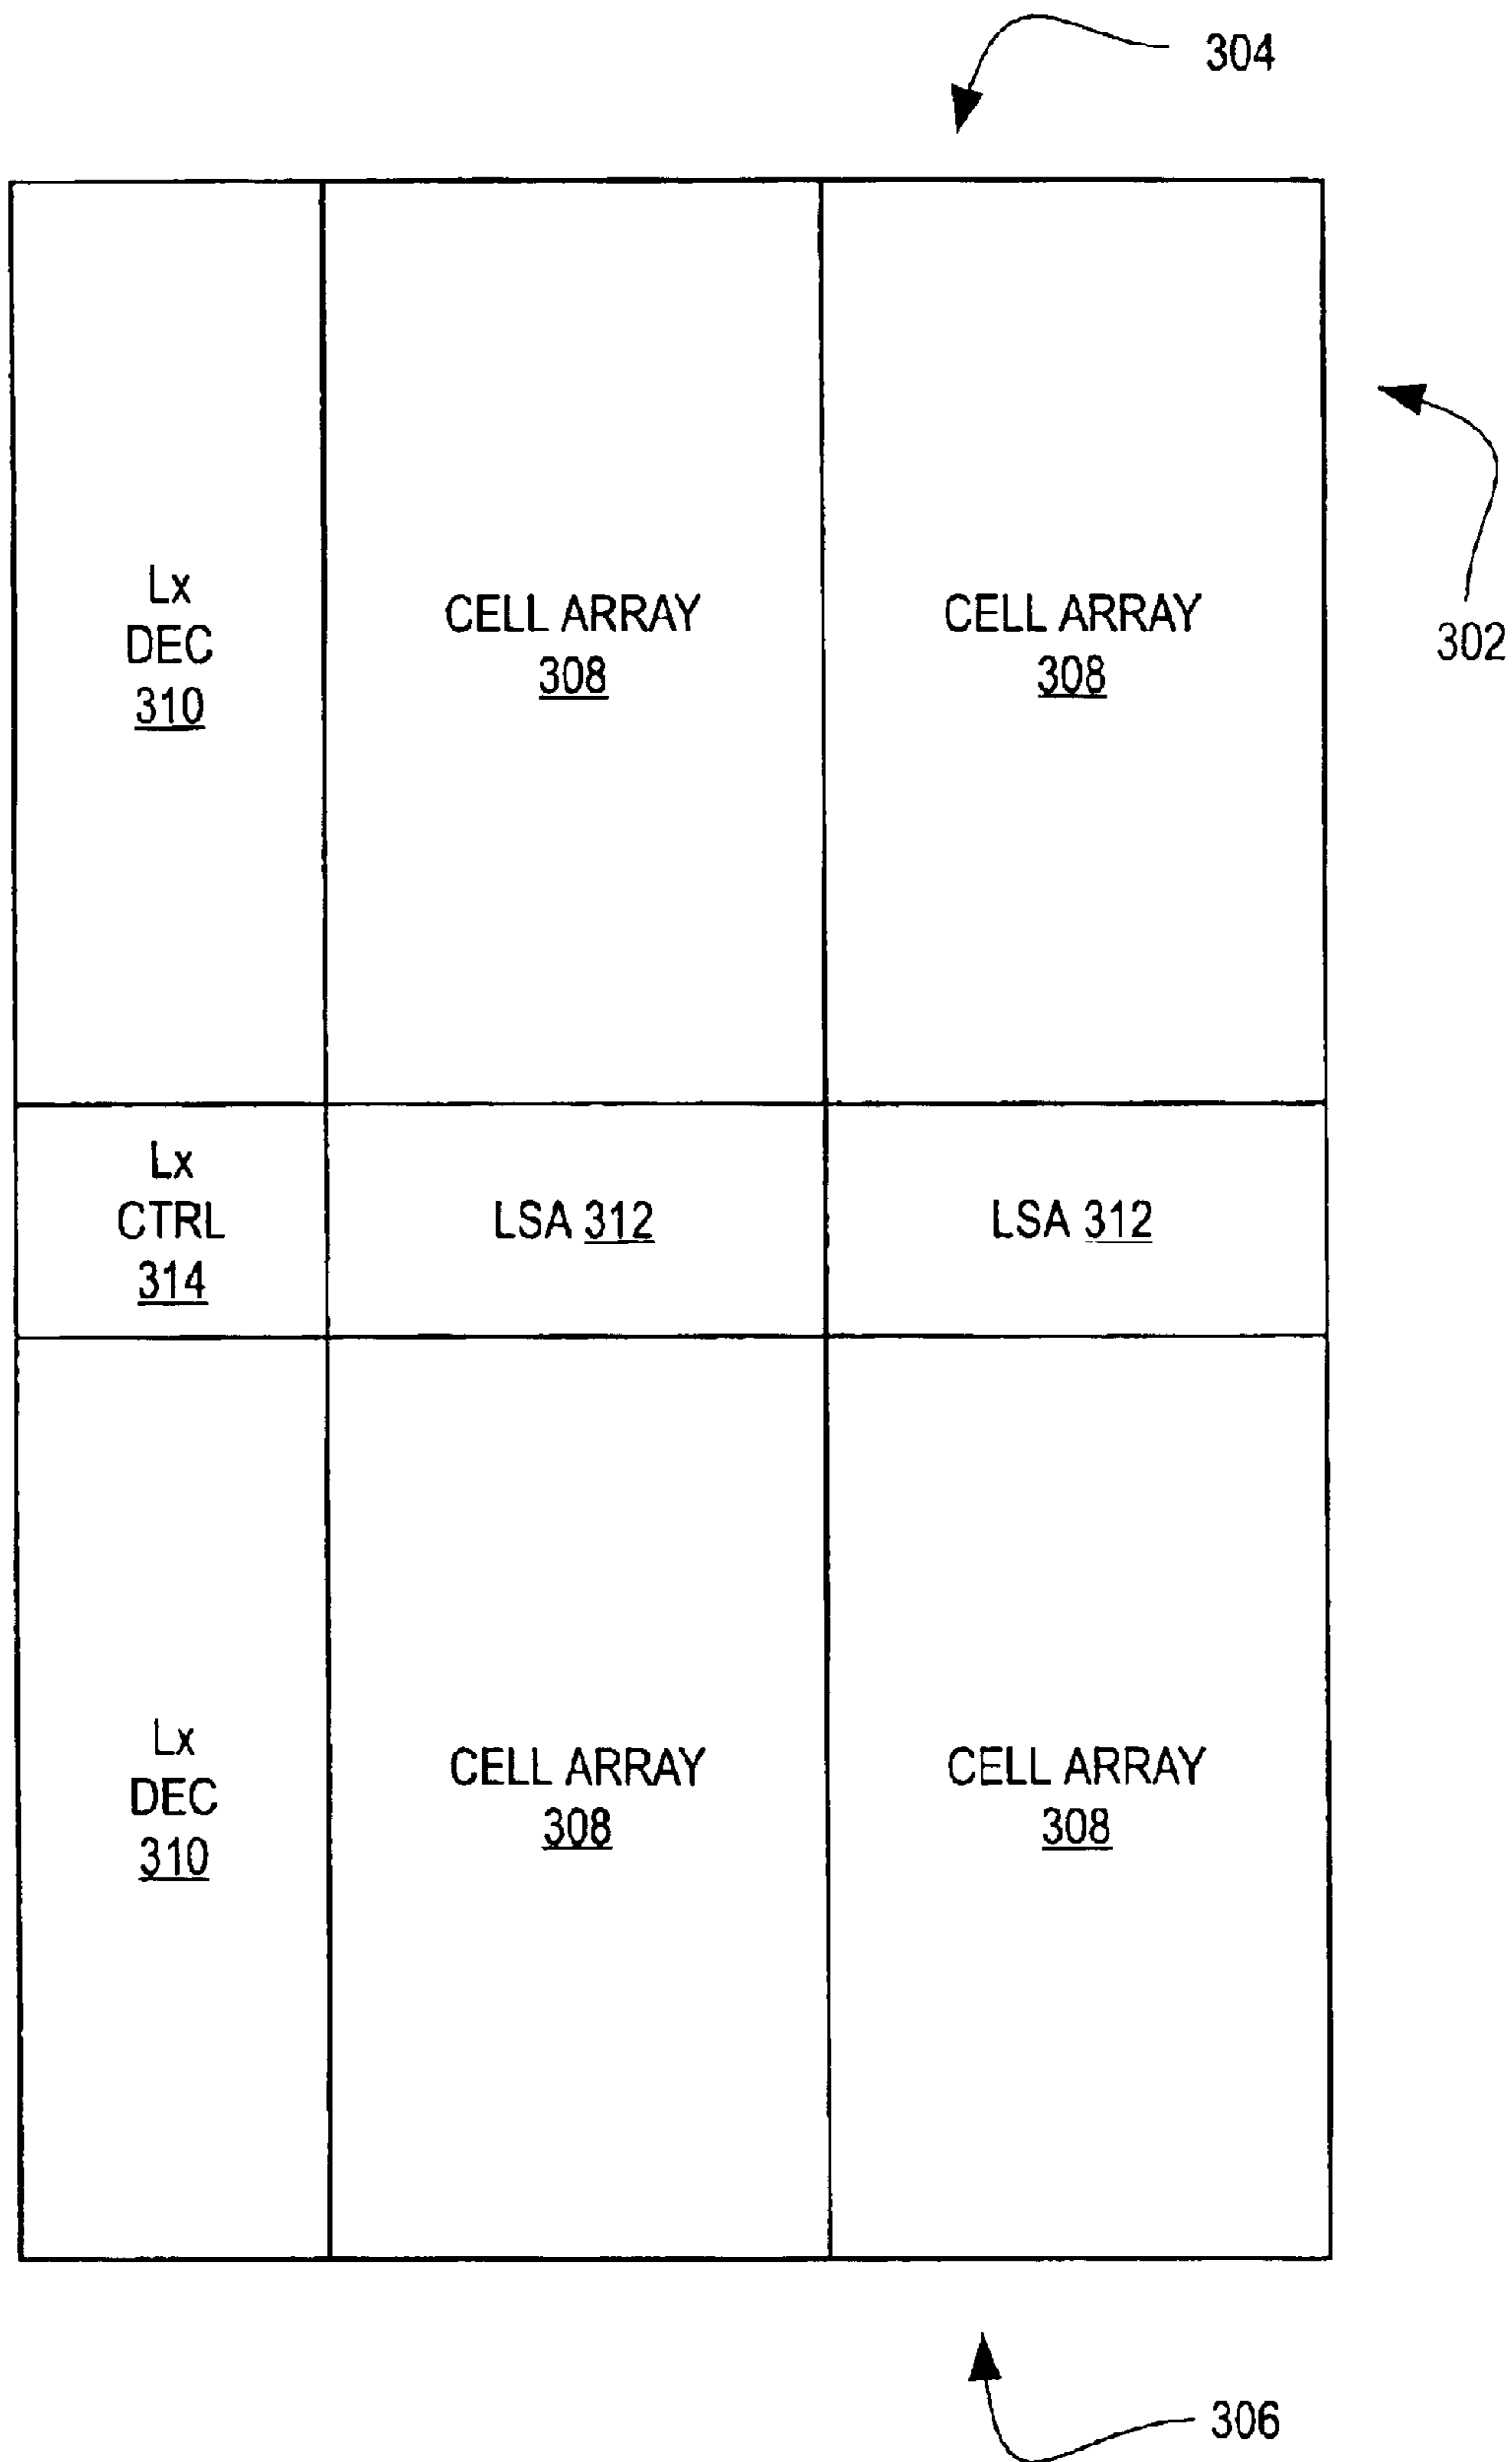 304
Lx
DEC
310
CELL ARRAY
308
CELL ARRAY
308
302
Lx
CTRL
314
LSA 312
LSA 312
Lx
DEC
310
CELL ARRAY
308
CELL ARRAY
308
306